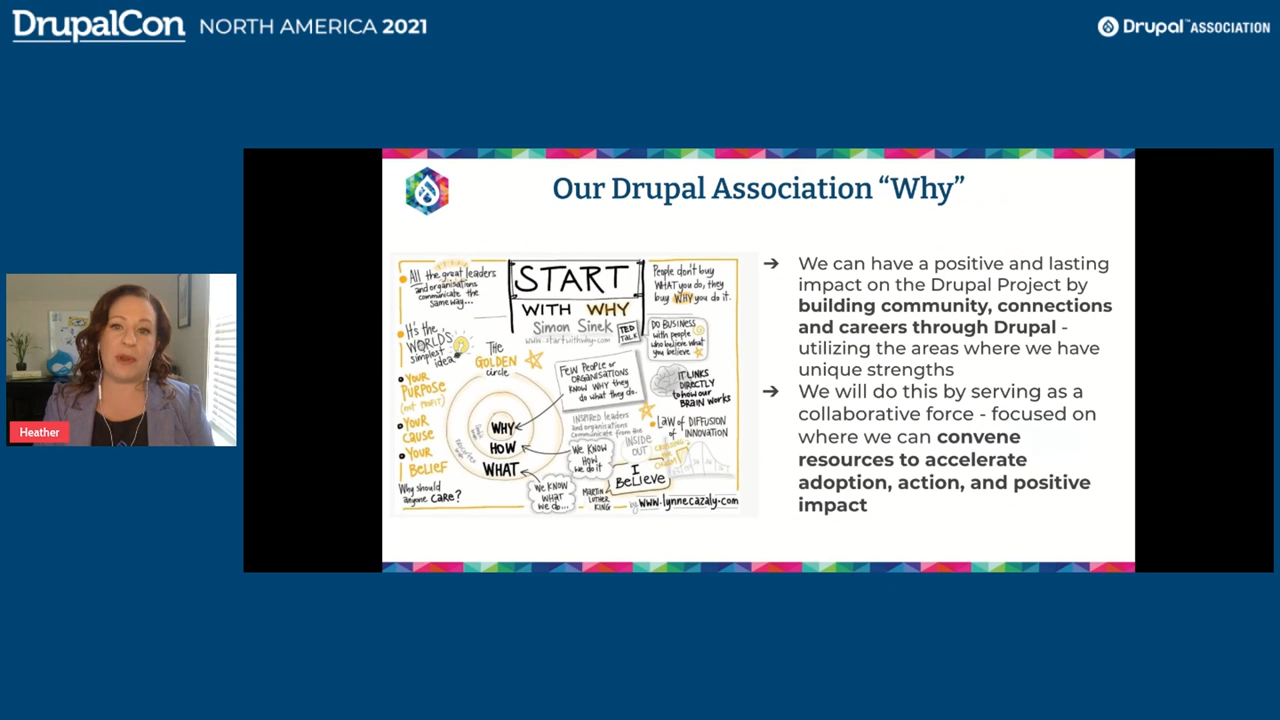 DrupalCon NORTH AMERICA 2021
Drupal™ ASSOCIATION
Heather
Our Drupal Association “Why”
All the great leaders
and organisations
communicate the
same way...
It's the
WORLD'S
simplest
idea
YOUR
PURPOSE
(not PROFIT)
YOUR
CAUSE
YOUR
BELIEF
Why should
anyone CARE?
START
WITH WHY
Simon Sinek
TED
TALK
www.startwithwhy.com
THE
GOLDEN
circle
WHY
HOW
WHAT
FEW PEOPLE or
ORGANISATIONS
KNOW WHY they
do what they do.
INSPIRED leaders
and organisations
communicate from the
INSIDE
OUT
We KNOW
HOW
we do it
We KNOW
WHAT
we do...
MARTIN
LUTHER
KING
I
BeLieve
People don't buy
WHAT you do, they
buy WHY you do it.
DO BUSINESS
with people
who believe what
you believe
IT LINKS
DIRECTLY
to how our
BRAIN WORKS
LAW of DIFFUSION
of INNOVATION
by www.lynnecazaly.com
➔ We can have a positive and lasting
impact on the Drupal Project by
building community, connections
and careers through Drupal -
utilizing the areas where we have
unique strengths
➔ We will do this by serving as a
collaborative force - focused on
where we can convene
resources to accelerate
adoption, action, and positive
impact